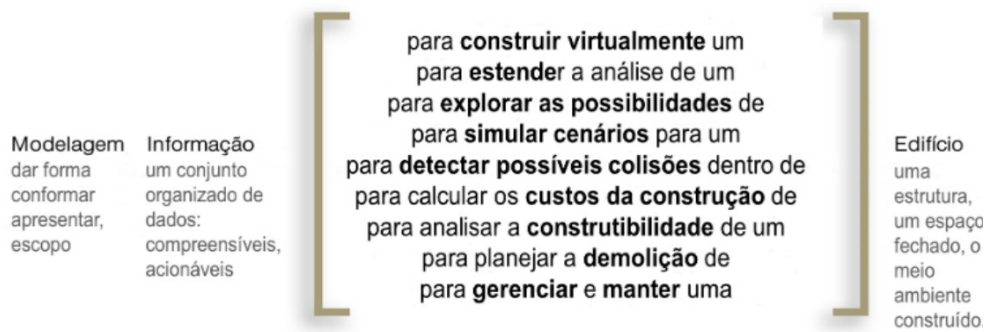 Modelagem
dar forma
conformar
apresentar,
escopo
Informação
um conjunto
organizado de
dados:
compreensíveis,
acionáveis
para construir virtualmente um
para estender a análise de um
para explorar as possibilidades de
para simular cenários para um
para detectar possíveis colisões dentro de
para calcular os custos da construção de
para analisar a construtibilidade de um
para planejar a demolição de
para gerenciar e manter uma
Edifício
uma
estrutura,
um espaço
fechado, o
meio
ambiente
construído.